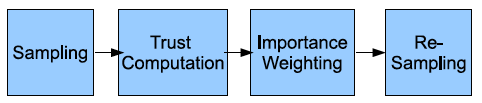 Sampling
Trust
Computation
Importance
Weighting
Re-
Sampling